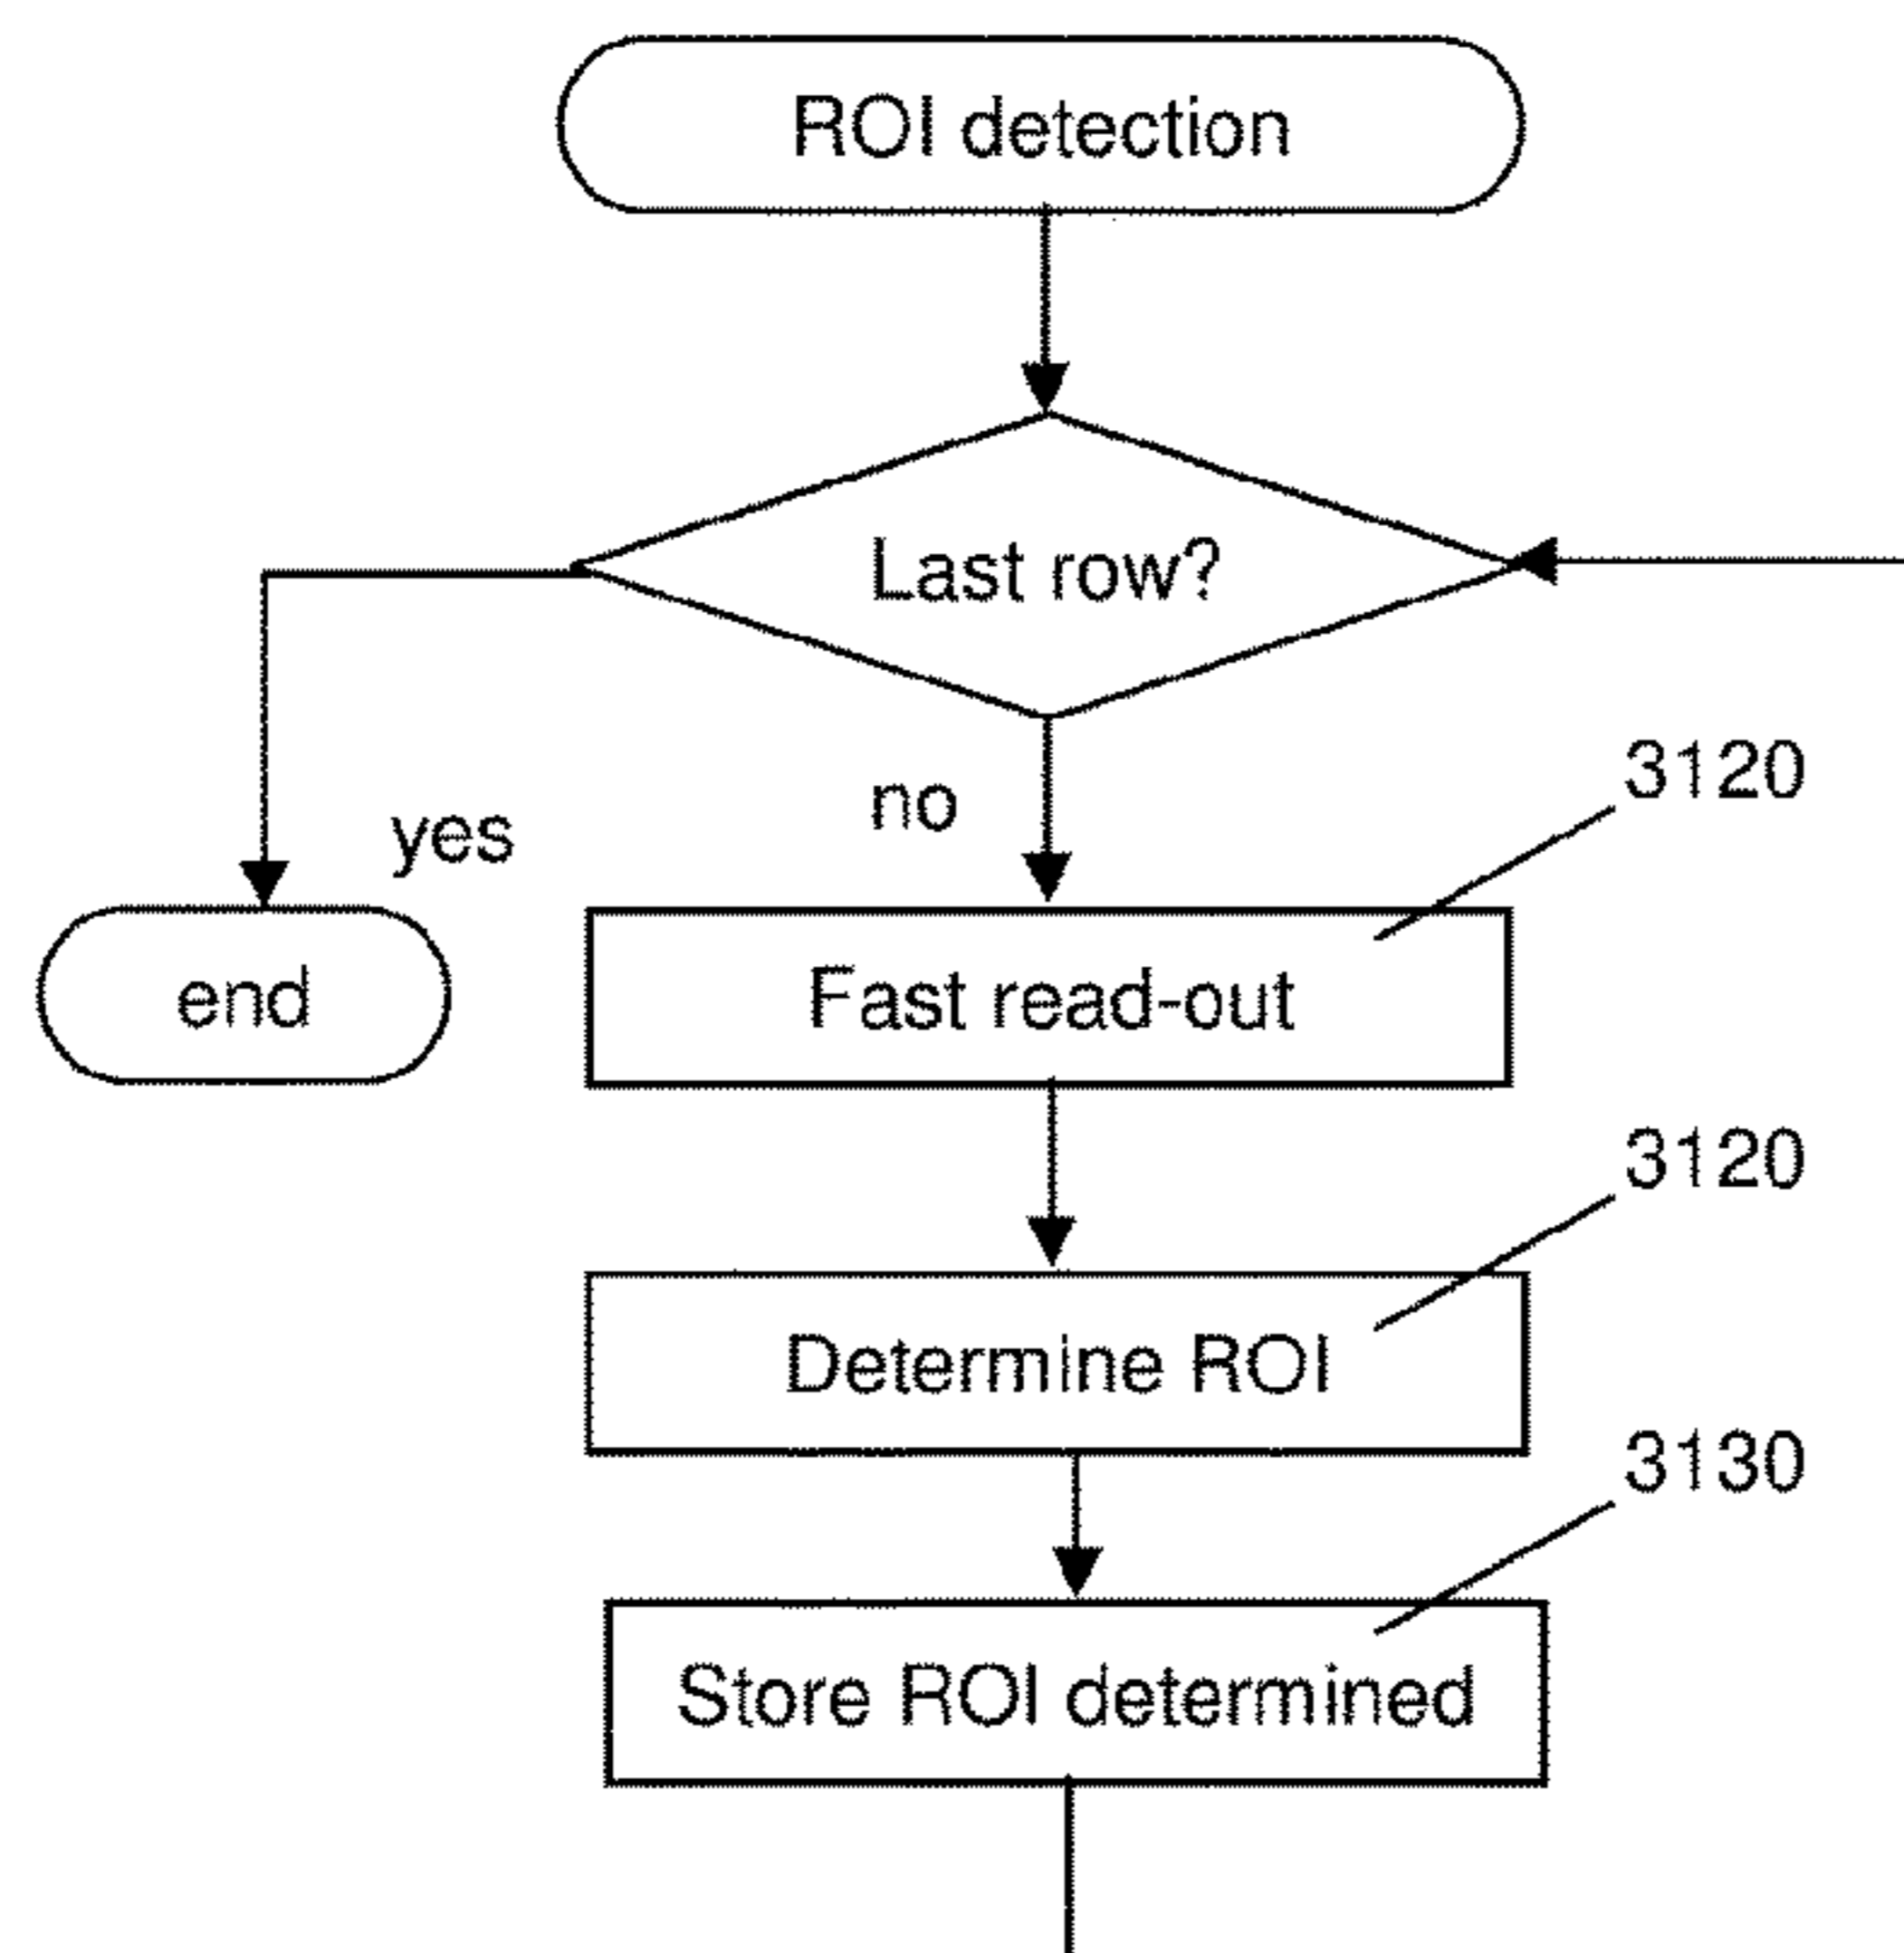 ROI detection
Last row?
yes
no
3120
end
Fast read-out
3120
Determine ROI
3130
Store ROI determined